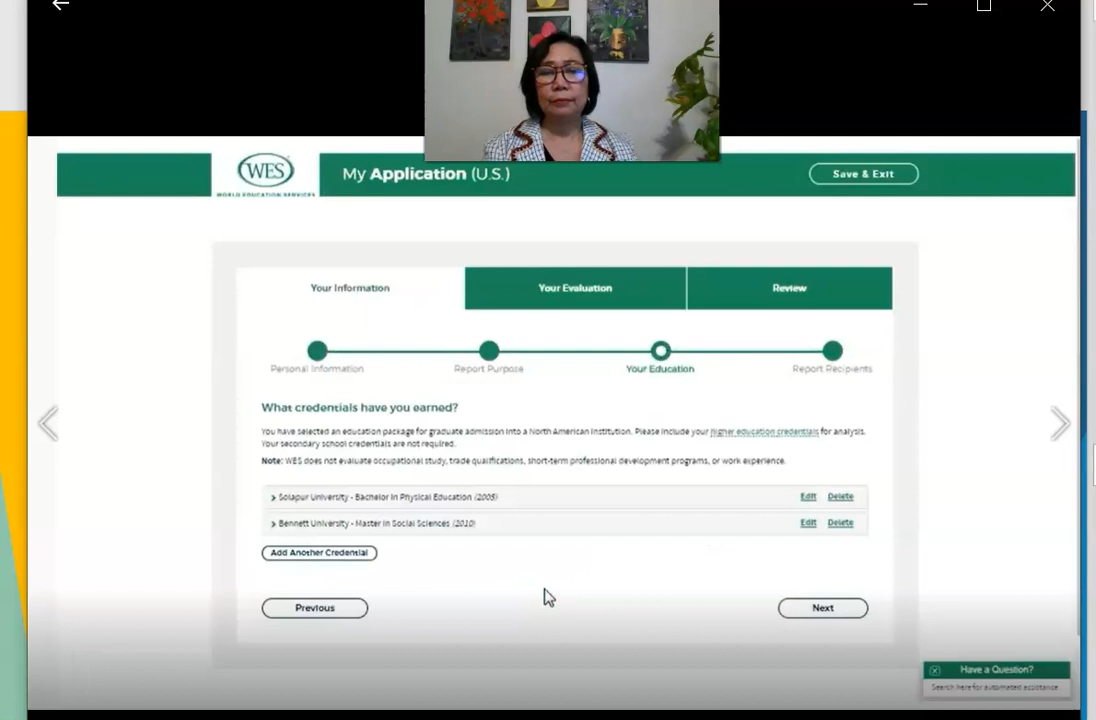 WES
WORLD EDUCATION SERVICES
My Application (U.S.)
Save & Exit
Your Information
Your Evaluation
Review
Personal Information
Report Purpose
Your Education
Report Recipients
What credentials have you earned?
You have selected an education package for graduate admission into a North American institution. Please include your higher education credentials for analysis.
Your secondary school credentials are not required.
Note: WES does not evaluate occupational study, trade qualifications, short-term professional development programs, or work experience.
Solapur University - Bachelor in Physical Education (2005)
Edit
Delete
Bennett University - Master in Social Sciences (2010)
Edit
Delete
Add Another Credential
Previous
Next
Have a Question?
Search here for automated assistance.